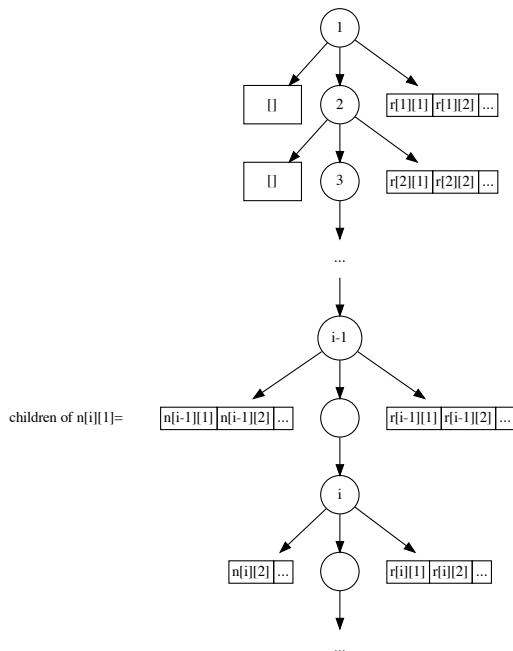 1
[] 2 r[1][1] r[1][2] ...
[] 3 r[2][1] r[2][2] ...
...
i-1
children of n[i][1]= n[i-1][1] n[i-1][2] ... r[i-1][1] r[i-1][2] ...
i
n[i][2] ... r[i][1] r[i][2] ...
...